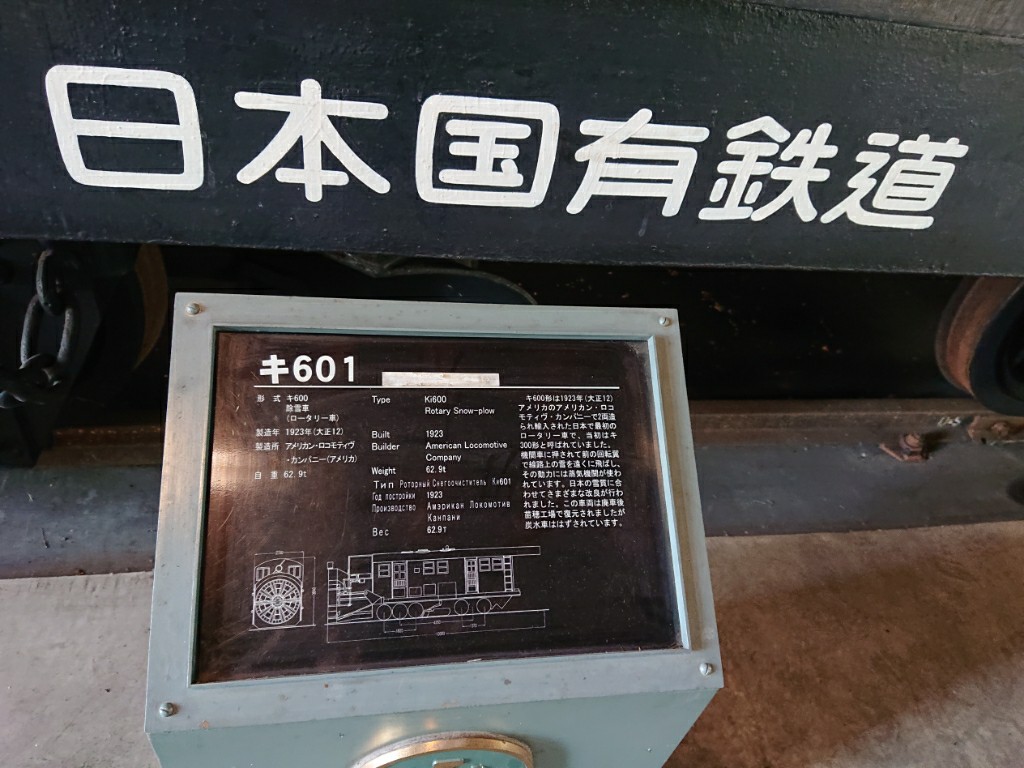 日本国有鉄道
キ601
形 式 キ600
除雪車
(ロータリー車)
製造年 1923年(大正12)
製造所 アメリカン・ロコモティヴ
・カンパニー(アメリカ)
自 重 62.9t
Type Ki600
Rotary Snow-plow
Built 1923
Builder American Locomotive
Company
Weight 62.9t
Тип Роторный Снегоочиститель Ки601
Год постройки 1923
Производство Амэрикан Локомотив
Канпани
Вес 62.9т
キ600形は1923年(大正12)
アメリカのアメリカン・ロコ
モティヴ・カンパニーで2両造
られ輸入された日本で最初の
ロータリー車で、当初はキ
300形と呼ばれていました。
機関車に押されて前の回転翼
で線路上の雪を遠くに飛ばし、
その動力には蒸気機関が使わ
れています。日本の雪質に合
わせてさまざまな改良が行わ
れました。この車両は廃車後
苗穂工場で復元されましたが
炭水車ははずされています。